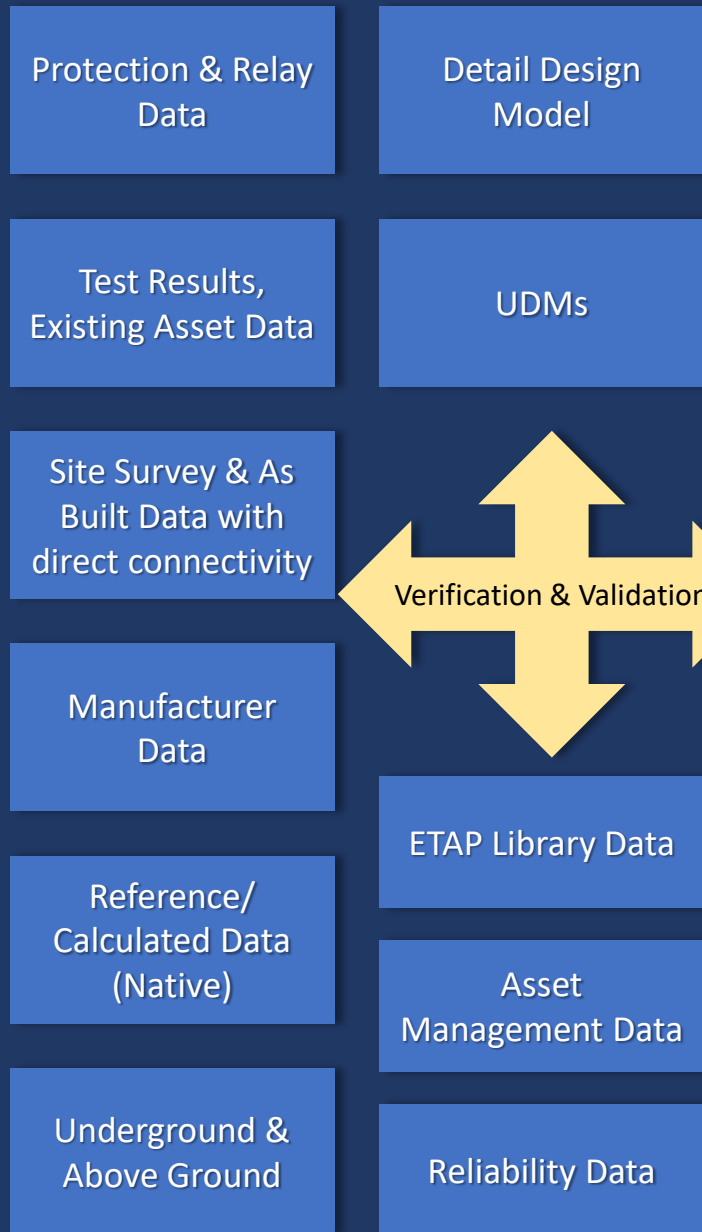 Protection & Relay
Data
Detail Design
Model
Test Results,
Existing Asset Data
UDMs
Site Survey & As
Built Data with
direct connectivity
Verification & Validation
Manufacturer
Data
ETAP Library Data
Reference/
Calculated Data
(Native)
Asset
Management Data
Underground &
Above Ground
Reliability Data